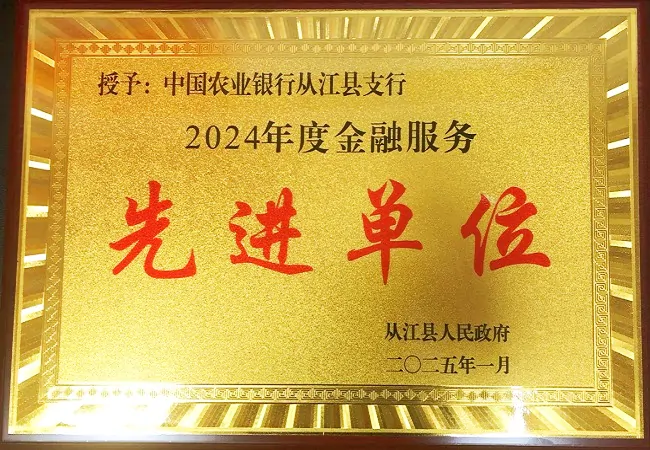 授予：中国农业银行从江县支行
2024年度金融服务
先进单位
从江县人民政府
二〇二五年一月